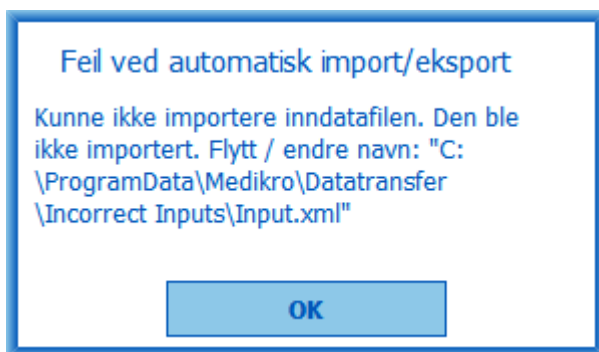 Feil ved automatisk import/eksport
Kunne ikke importere inndatafilen. Den ble
ikke importert. Flytt / endre navn: "C:
\ProgramData\Medikro\Datatransfer
\Incorrect Inputs\Input.xml"
OK